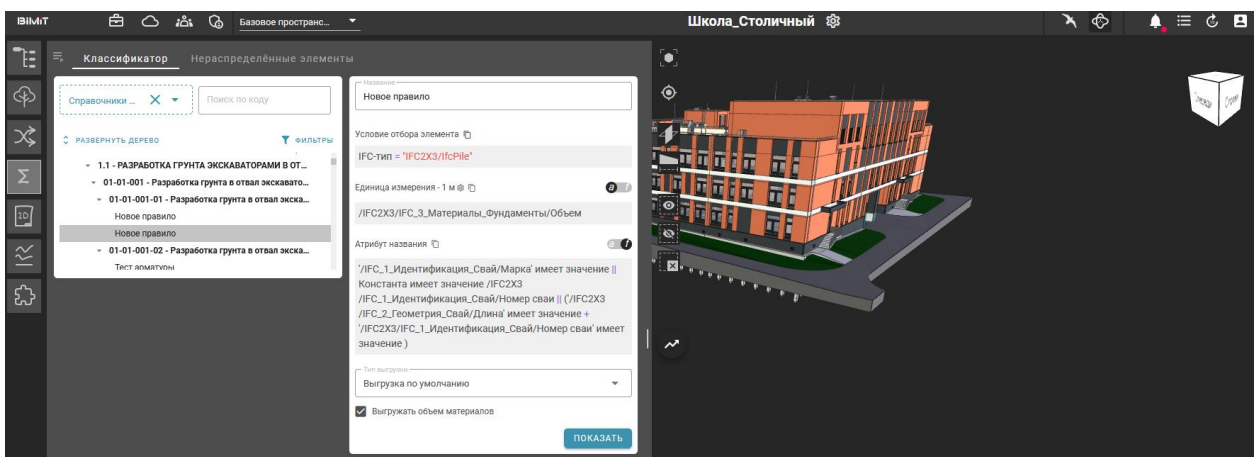 BIMIT
Базовое пространс...
Школа_Столичный
Классификатор
Нераспределённые элементы
Справочники ...
Поиск по коду
РАЗВЕРНУТЬ ДЕРЕВО
ФИЛЬТРЫ
1.1 - РАЗРАБОТКА ГРУНТА ЭКСКАВАТОРАМИ В ОТ...
01-01-001 - Разработка грунта в отвал экскавато...
01-01-001-01 - Разработка грунта в отвал экска...
Новое правило
Новое правило
01-01-001-02 - Разработка грунта в отвал экска...
Тест арматуры
Название
Новое правило
Условие отбора элемента
IFC-тип = "IFC2X3/IfcPile"
Единица измерения - 1 м
a f
/IFC2X3/IFC_3_Материалы_Фундаменты/Объем
Атрибут названия
a f
'/IFC_1_Идентификация_Свай/Марка' имеет значение ||
Константа имеет значение /IFC2X3
/IFC_1_Идентификация_Свай/Номер сваи || ('/IFC2X3
/IFC_2_Геометрия_Свай/Длина' имеет значение +
'/IFC2X3/IFC_1_Идентификация_Свай/Номер сваи' имеет
значение )
Тип выгрузки
Выгрузка по умолчанию
Выгружать объем материалов
ПОКАЗАТЬ
2D